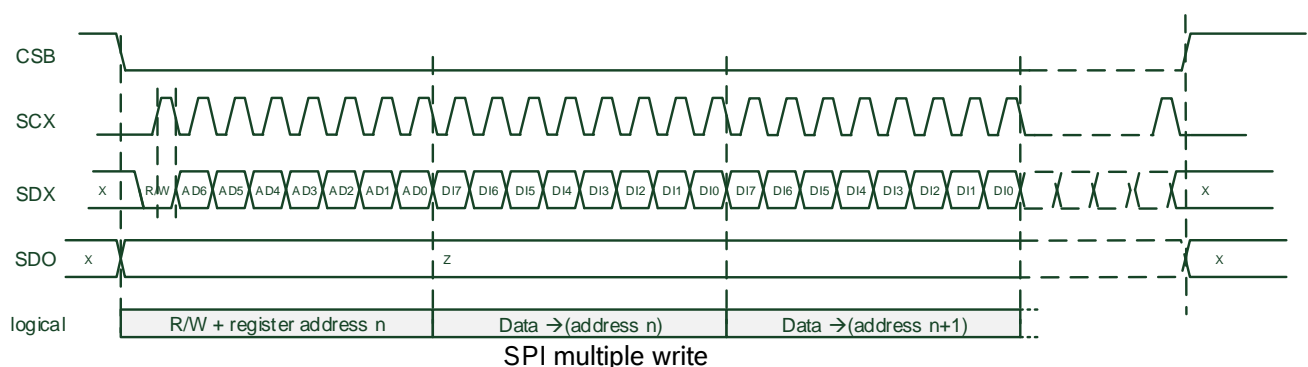 CSB
SCX
SDX X R/W AD6 AD5 AD4 AD3 AD2 AD1 AD0 DI7 DI6 DI5 DI4 DI3 DI2 DI1 DI0 DI7 DI6 DI5 DI4 DI3 DI2 DI1 DI0 X
SDO X Z X
logical R/W + register address n Data →(address n) Data →(address n+1)
SPI multiple write